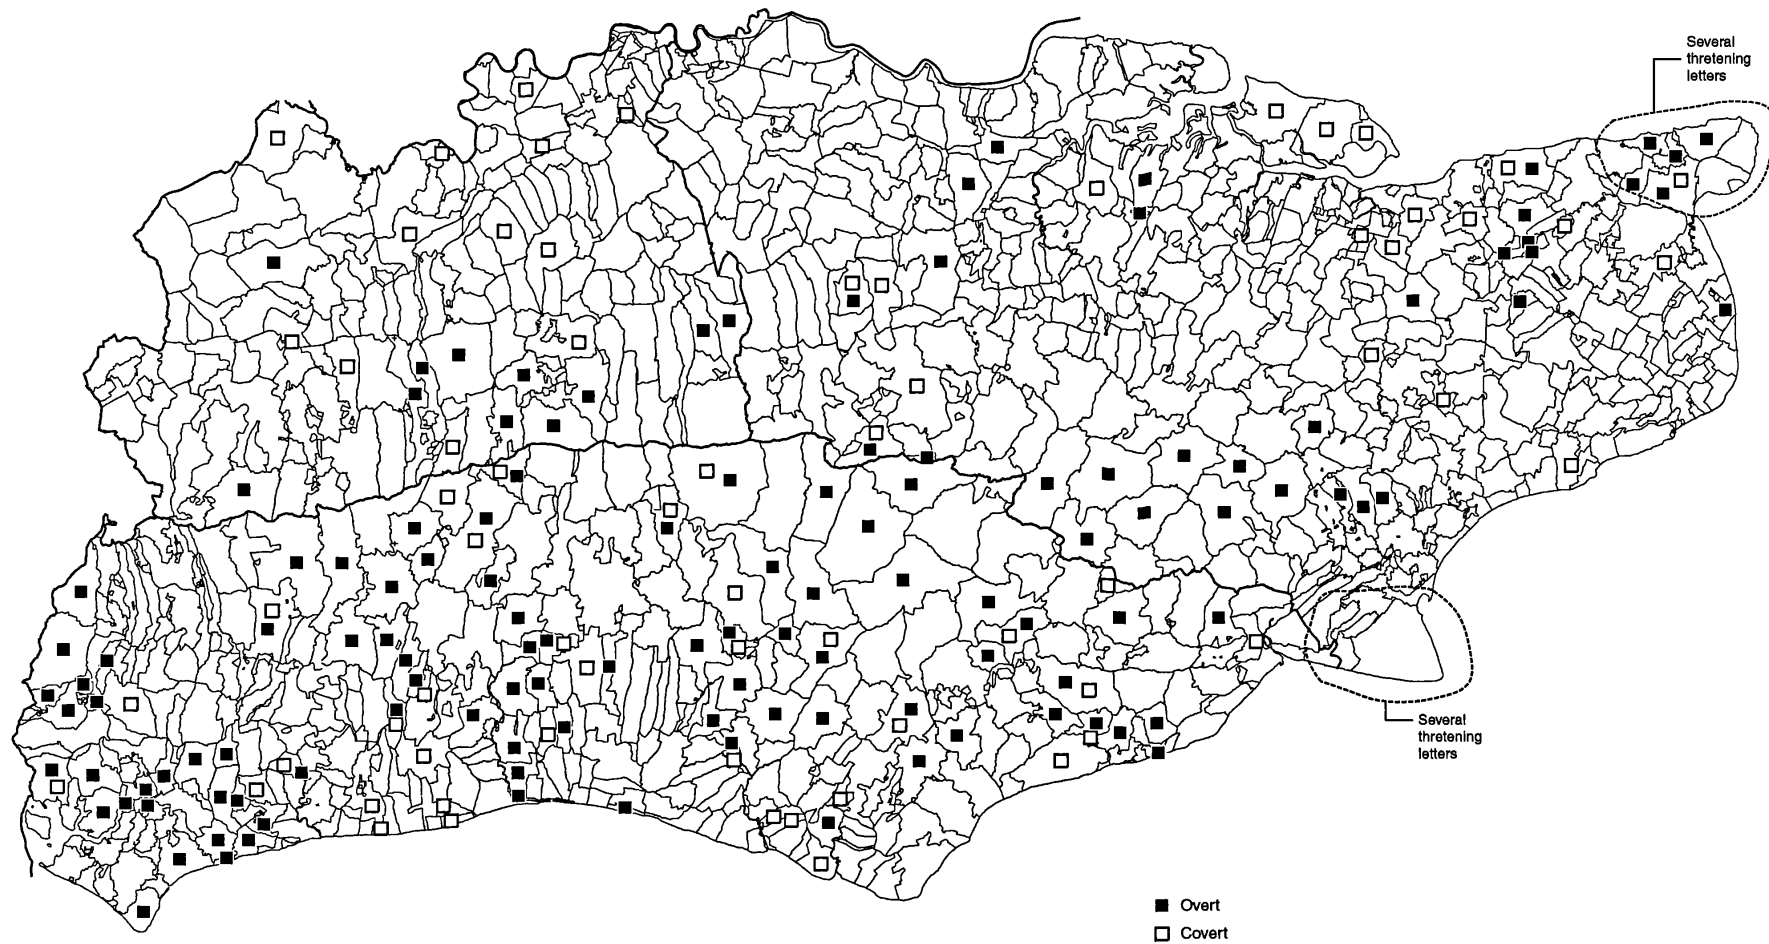 Several
thretening
letters
Several
thretening
letters
Overt
Covert